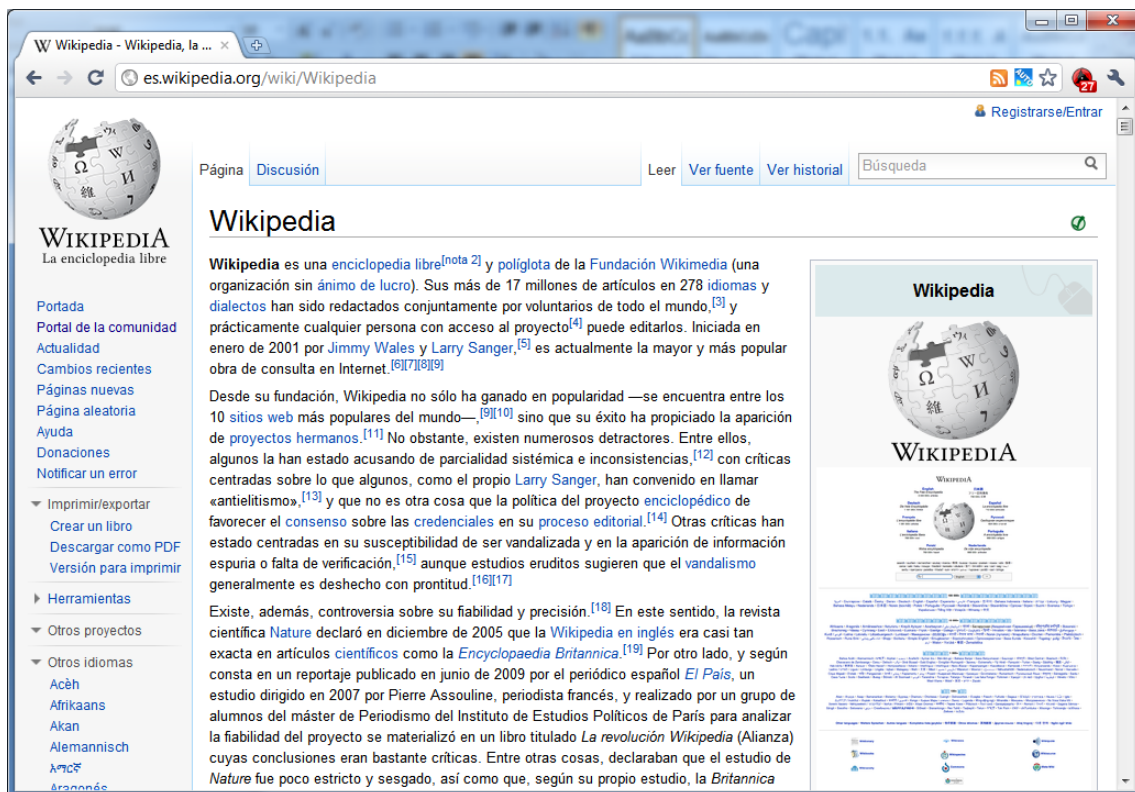 Wikipedia - Wikipedia, la ...
es.wikipedia.org/wiki/Wikipedia
27
Registrarse/Entrar
Página Discusión Leer Ver fuente Ver historial Búsqueda
WIKIPEDIA
La enciclopedia libre
Portada
Portal de la comunidad
Actualidad
Cambios recientes
Páginas nuevas
Página aleatoria
Ayuda
Donaciones
Notificar un error
Imprimir/exportar
Crear un libro
Descargar como PDF
Versión para imprimir
Herramientas
Otros proyectos
Otros idiomas
Acèh
Afrikaans
Akan
Alemannisch
አማርኛ
Aragonés
Wikipedia
Wikipedia es una enciclopedia libre[nota 2] y políglota de la Fundación Wikimedia (una
organización sin ánimo de lucro). Sus más de 17 millones de artículos en 278 idiomas y
dialectos han sido redactados conjuntamente por voluntarios de todo el mundo,[3] y
prácticamente cualquier persona con acceso al proyecto[4] puede editarlos. Iniciada en
enero de 2001 por Jimmy Wales y Larry Sanger,[5] es actualmente la mayor y más popular
obra de consulta en Internet.[6][7][8][9]
Desde su fundación, Wikipedia no sólo ha ganado en popularidad —se encuentra entre los
10 sitios web más populares del mundo—,[9][10] sino que su éxito ha propiciado la aparición
de proyectos hermanos.[11] No obstante, existen numerosos detractores. Entre ellos,
algunos la han estado acusando de parcialidad sistémica e inconsistencias,[12] con críticas
centradas sobre lo que algunos, como el propio Larry Sanger, han convenido en llamar
«antielitismo»,[13] y que no es otra cosa que la política del proyecto enciclopédico de
favorecer el consenso sobre las credenciales en su proceso editorial.[14] Otras críticas han
estado centradas en su susceptibilidad de ser vandalizada y en la aparición de información
espuria o falta de verificación,[15] aunque estudios eruditos sugieren que el vandalismo
generalmente es deshecho con prontitud.[16][17]
Existe, además, controversia sobre su fiabilidad y precisión.[18] En este sentido, la revista
científica Nature declaró en diciembre de 2005 que la Wikipedia en inglés era casi tan
exacta en artículos científicos como la Encyclopaedia Britannica.[19] Por otro lado, y según
consta en un reportaje publicado en junio de 2009 por el periódico español El País, un
estudio dirigido en 2007 por Pierre Assouline, periodista francés, y realizado por un grupo de
alumnos del máster de Periodismo del Instituto de Estudios Políticos de París para analizar
la fiabilidad del proyecto se materializó en un libro titulado La revolución Wikipedia (Alianza)
cuyas conclusiones eran bastante críticas. Entre otras cosas, declaraban que el estudio de
Nature fue poco estricto y sesgado, así como que, según su propio estudio, la Britannica
Wikipedia
WIKIPEDIA
WIKIPEDIA